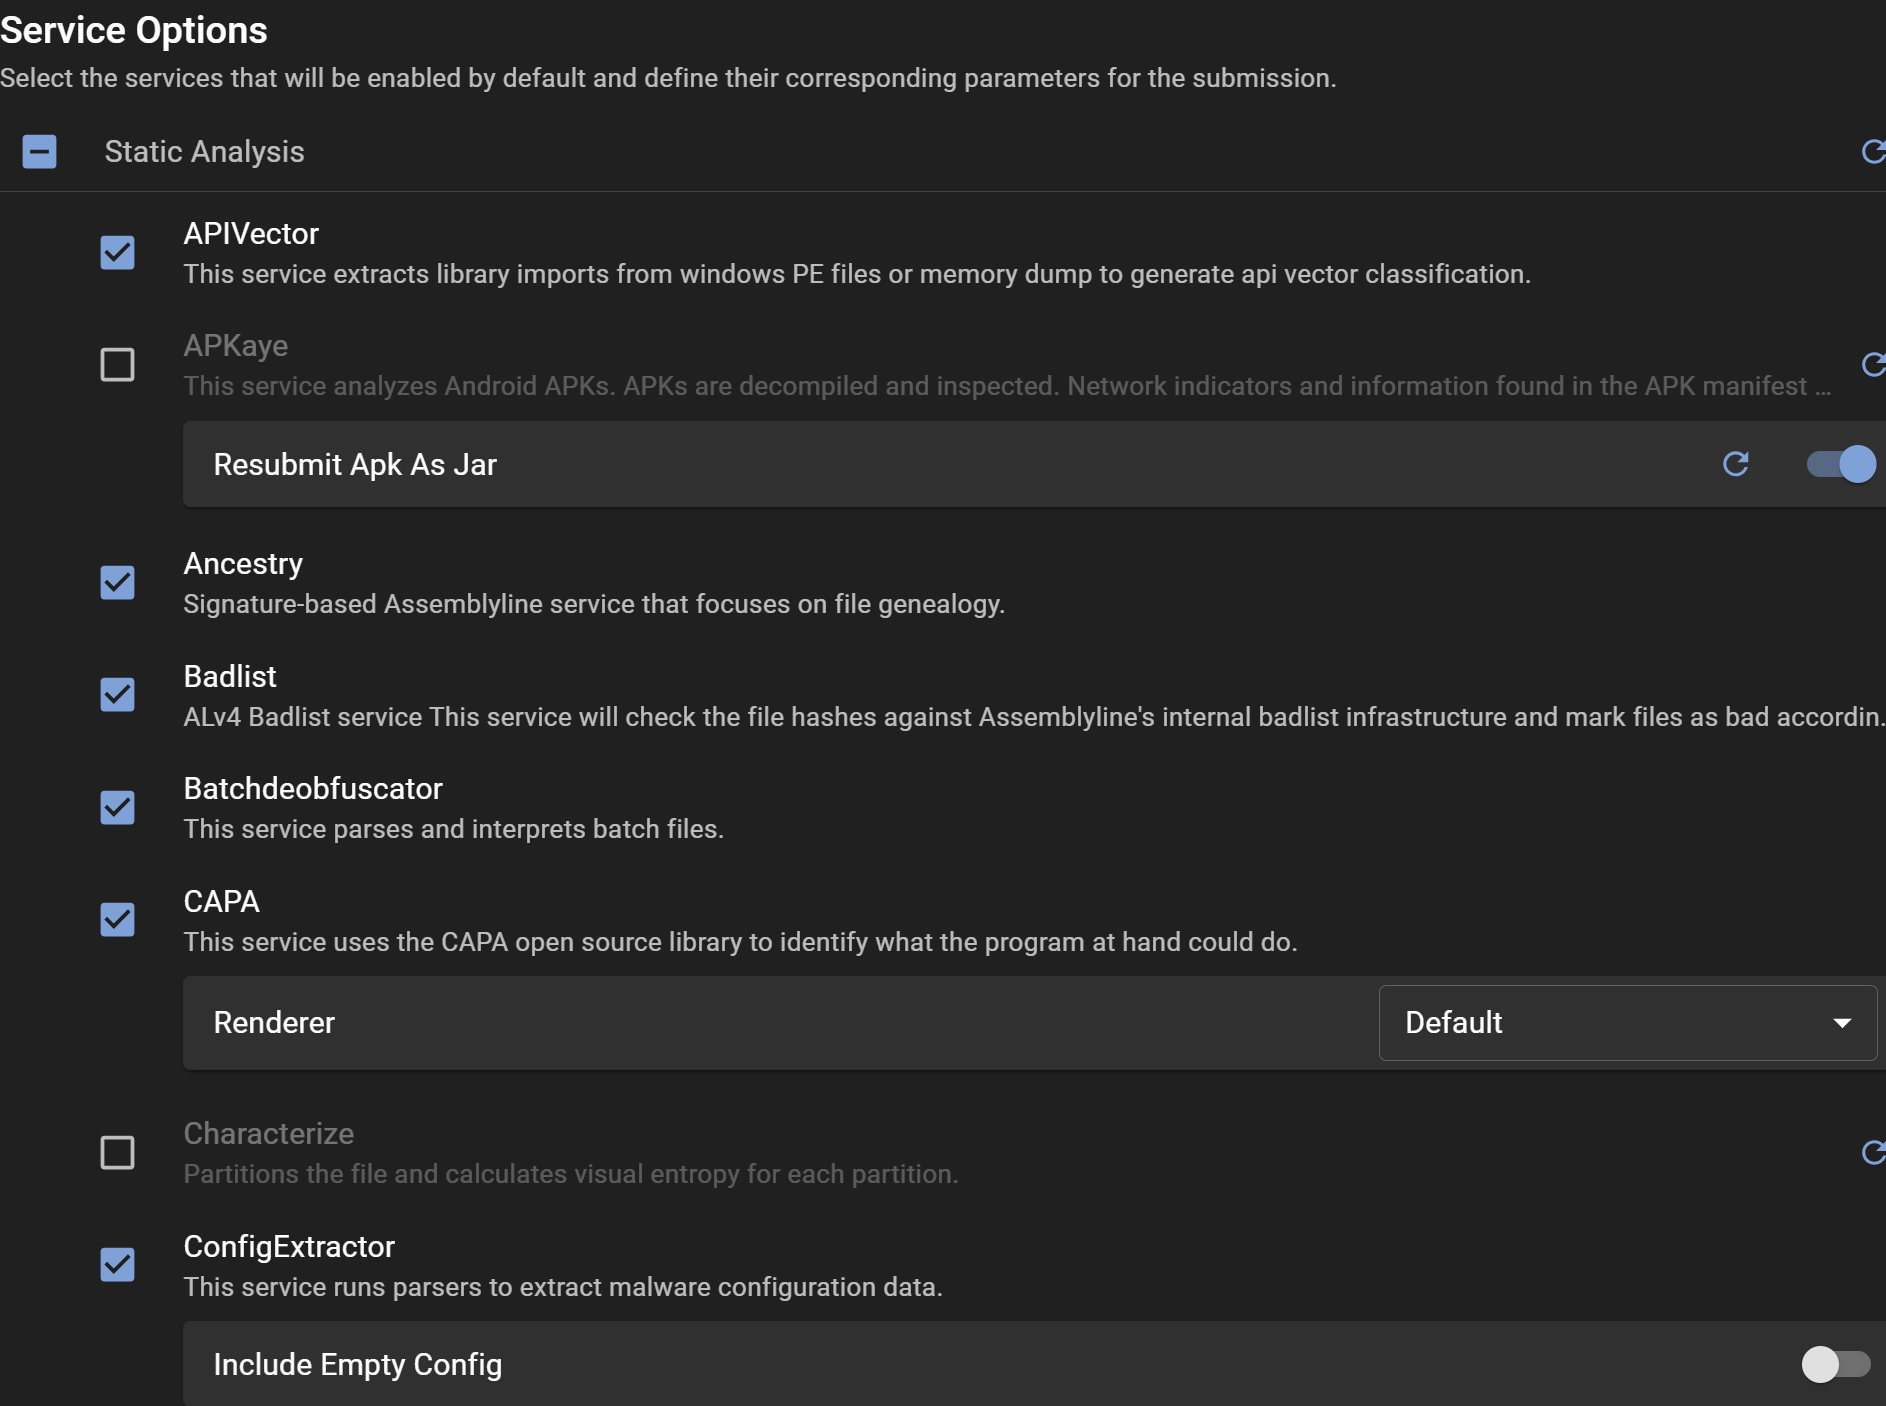 Service Options
Select the services that will be enabled by default and define their corresponding parameters for the submission.
Static Analysis
APIVector
This service extracts library imports from windows PE files or memory dump to generate api vector classification.
APKaye
This service analyzes Android APKs. APKs are decompiled and inspected. Network indicators and information found in the APK manifest ...
Resubmit Apk As Jar
Ancestry
Signature-based Assemblyline service that focuses on file genealogy.
Badlist
ALv4 Badlist service This service will check the file hashes against Assemblyline's internal badlist infrastructure and mark files as bad accordin.
Batchdeobfuscator
This service parses and interprets batch files.
CAPA
This service uses the CAPA open source library to identify what the program at hand could do.
Renderer
Default
Characterize
Partitions the file and calculates visual entropy for each partition.
ConfigExtractor
This service runs parsers to extract malware configuration data.
Include Empty Config